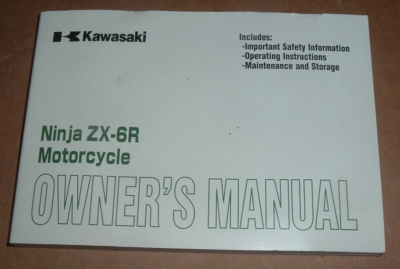 Kawasaki
Includes:
-Important Safety Information
-Operating Instructions
-Maintenance and Storage
Ninja ZX-6R
Motorcycle
OWNER'S MANUAL